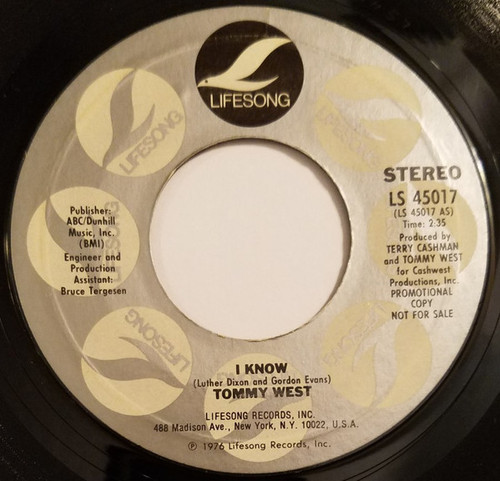 LIFESONG
LIFESONG
STEREO
LS 45017
(LS 45017 AS)
Time: 2:35
Produced by
TERRY CASHMAN
and TOMMY WEST
for Cashwest
Productions, Inc.
PROMOTIONAL
COPY
NOT FOR SALE
Publisher:
ABC/Dunhill
Music, Inc.
(BMI)
Engineer and
Production
Assistant:
Bruce Tergesen
LIFESONG
I KNOW
(Luther Dixon and Gordon Evans)
TOMMY WEST
LIFESONG RECORDS, INC.
488 Madison Ave., New York, N.Y. 10022, U.S.A.
℗ 1976 Lifesong Records, Inc.